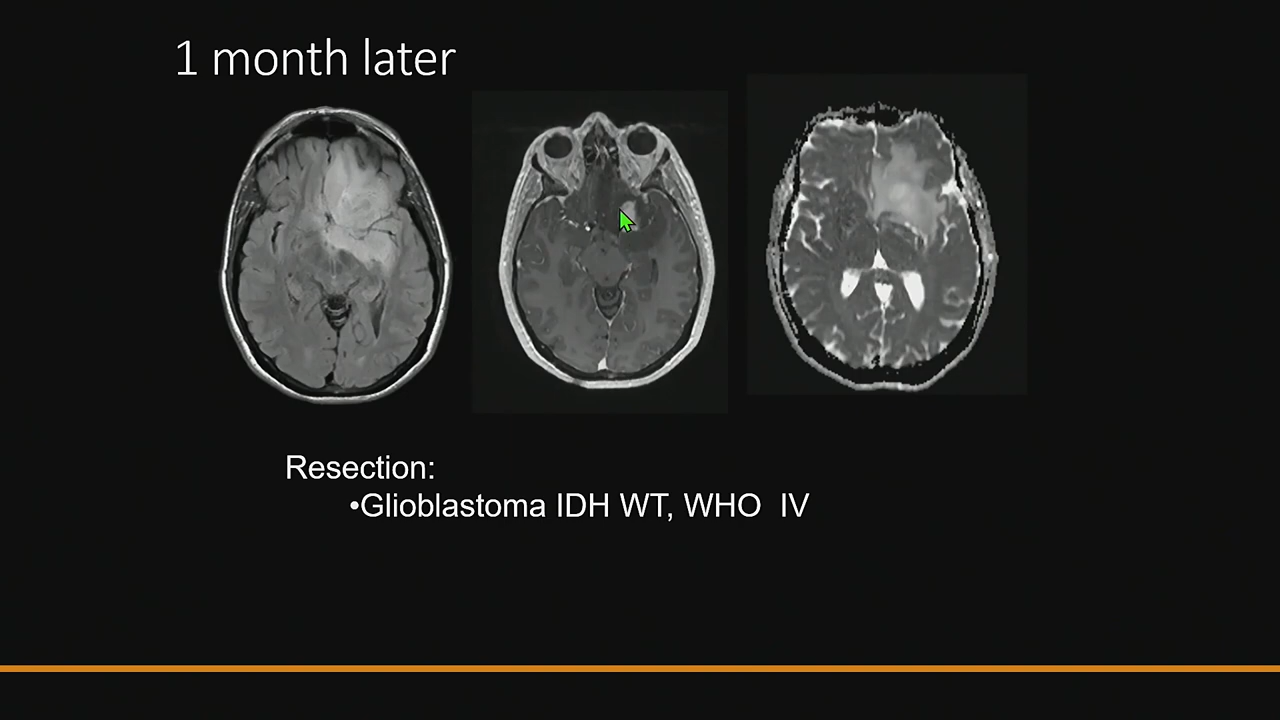 1 month later
Resection:
•Glioblastoma IDH WT, WHO  IV